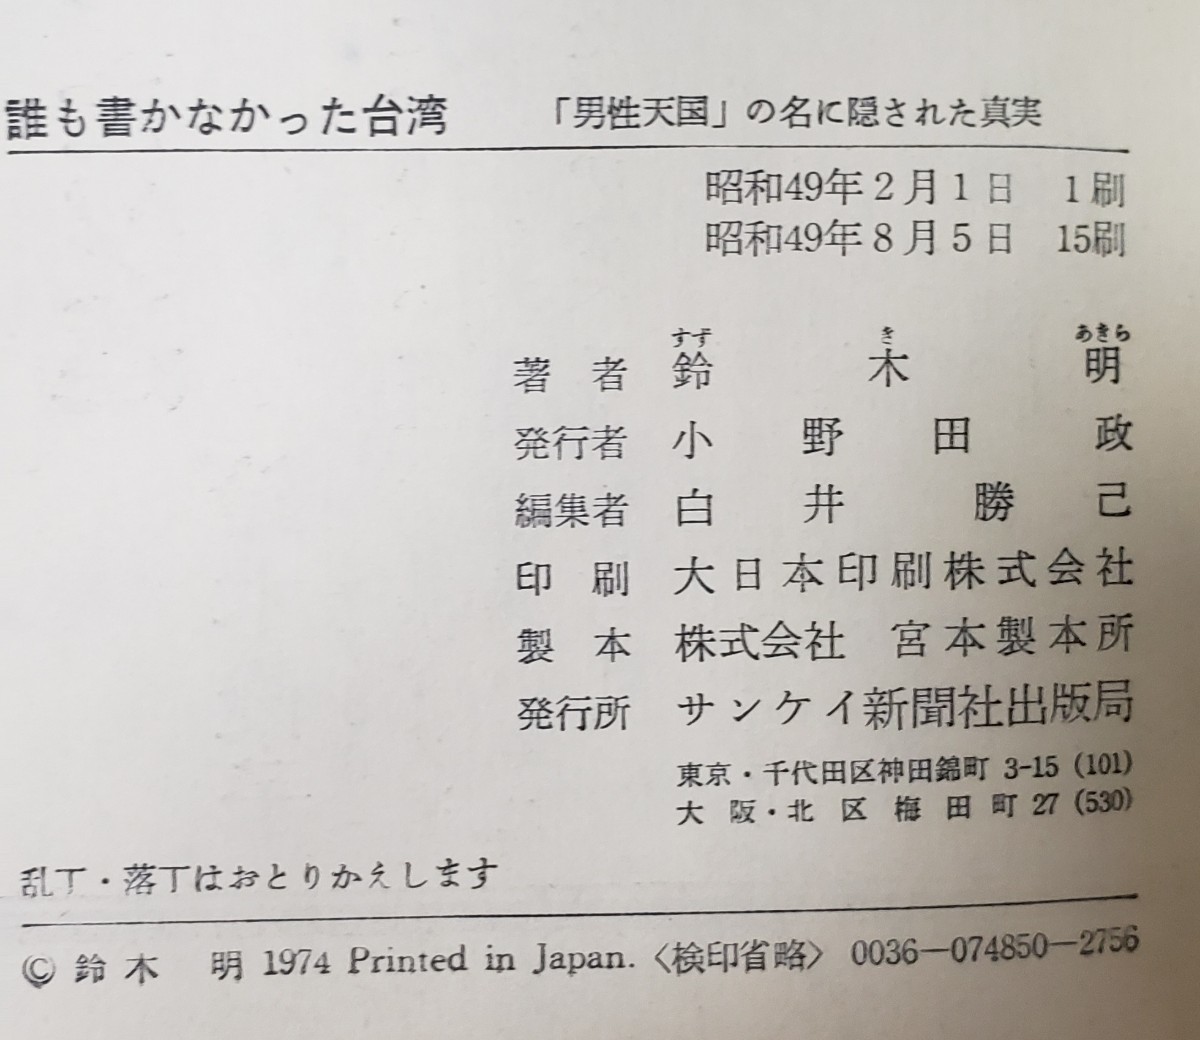 誰も書かなかった台湾　「男性天国」の名に隠された真実
昭和49年2月1日　1刷
昭和49年8月5日　15刷
すず　き　あきら
著者　鈴木明
発行者　小野田政
編集者　白井勝己
印刷　大日本印刷株式会社
製本　株式会社　宮本製本所
発行所　サンケイ新聞社出版局
東京・千代田区神田錦町 3-15 (101)
大阪・北区梅田町 27 (530)
乱丁・落丁はおとりかえします
© 鈴木　明 1974 Printed in Japan.〈検印省略〉 0036—074850—2756